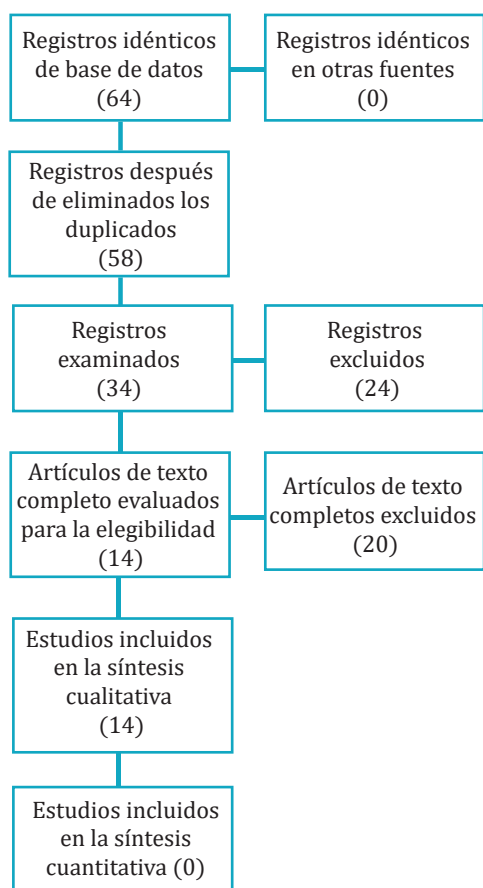 Registros idénticos
de base de datos
(64)
Registros idénticos
en otras fuentes
(0)
Registros después
de eliminados los
duplicados
(58)
Registros
examinados
(34)
Registros
excluidos
(24)
Artículos de texto
completo evaluados
para la elegibilidad
(14)
Artículos de texto
completos excluidos
(20)
Estudios incluidos
en la síntesis
cualitativa
(14)
Estudios incluidos
en la síntesis
cuantitativa (0)